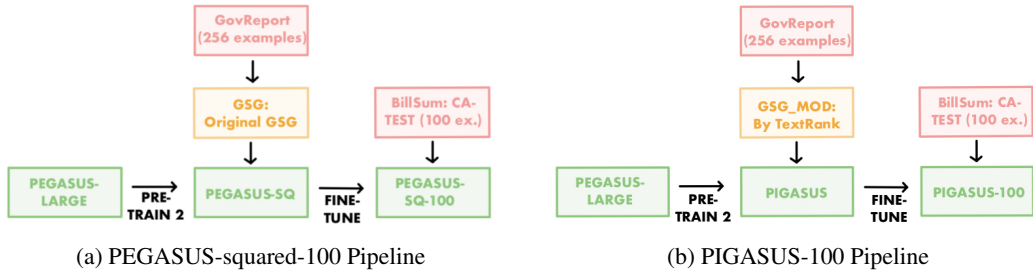 GovReport
(256 examples)
GSG:
Original GSG
BillSum: CA-
TEST (100 ex.)
PEGASUS-
LARGE
PRE-
TRAIN 2
PEGASUS-SQ
FINE-
TUNE
PEGASUS-
SQ-100
(a) PEGASUS-squared-100 Pipeline
GovReport
(256 examples)
GSG_MOD:
By TextRank
BillSum: CA-
TEST (100 ex.)
PEGASUS-
LARGE
PRE-
TRAIN 2
PIGASUS
FINE-
TUNE
PIGASUS-100
(b) PIGASUS-100 Pipeline